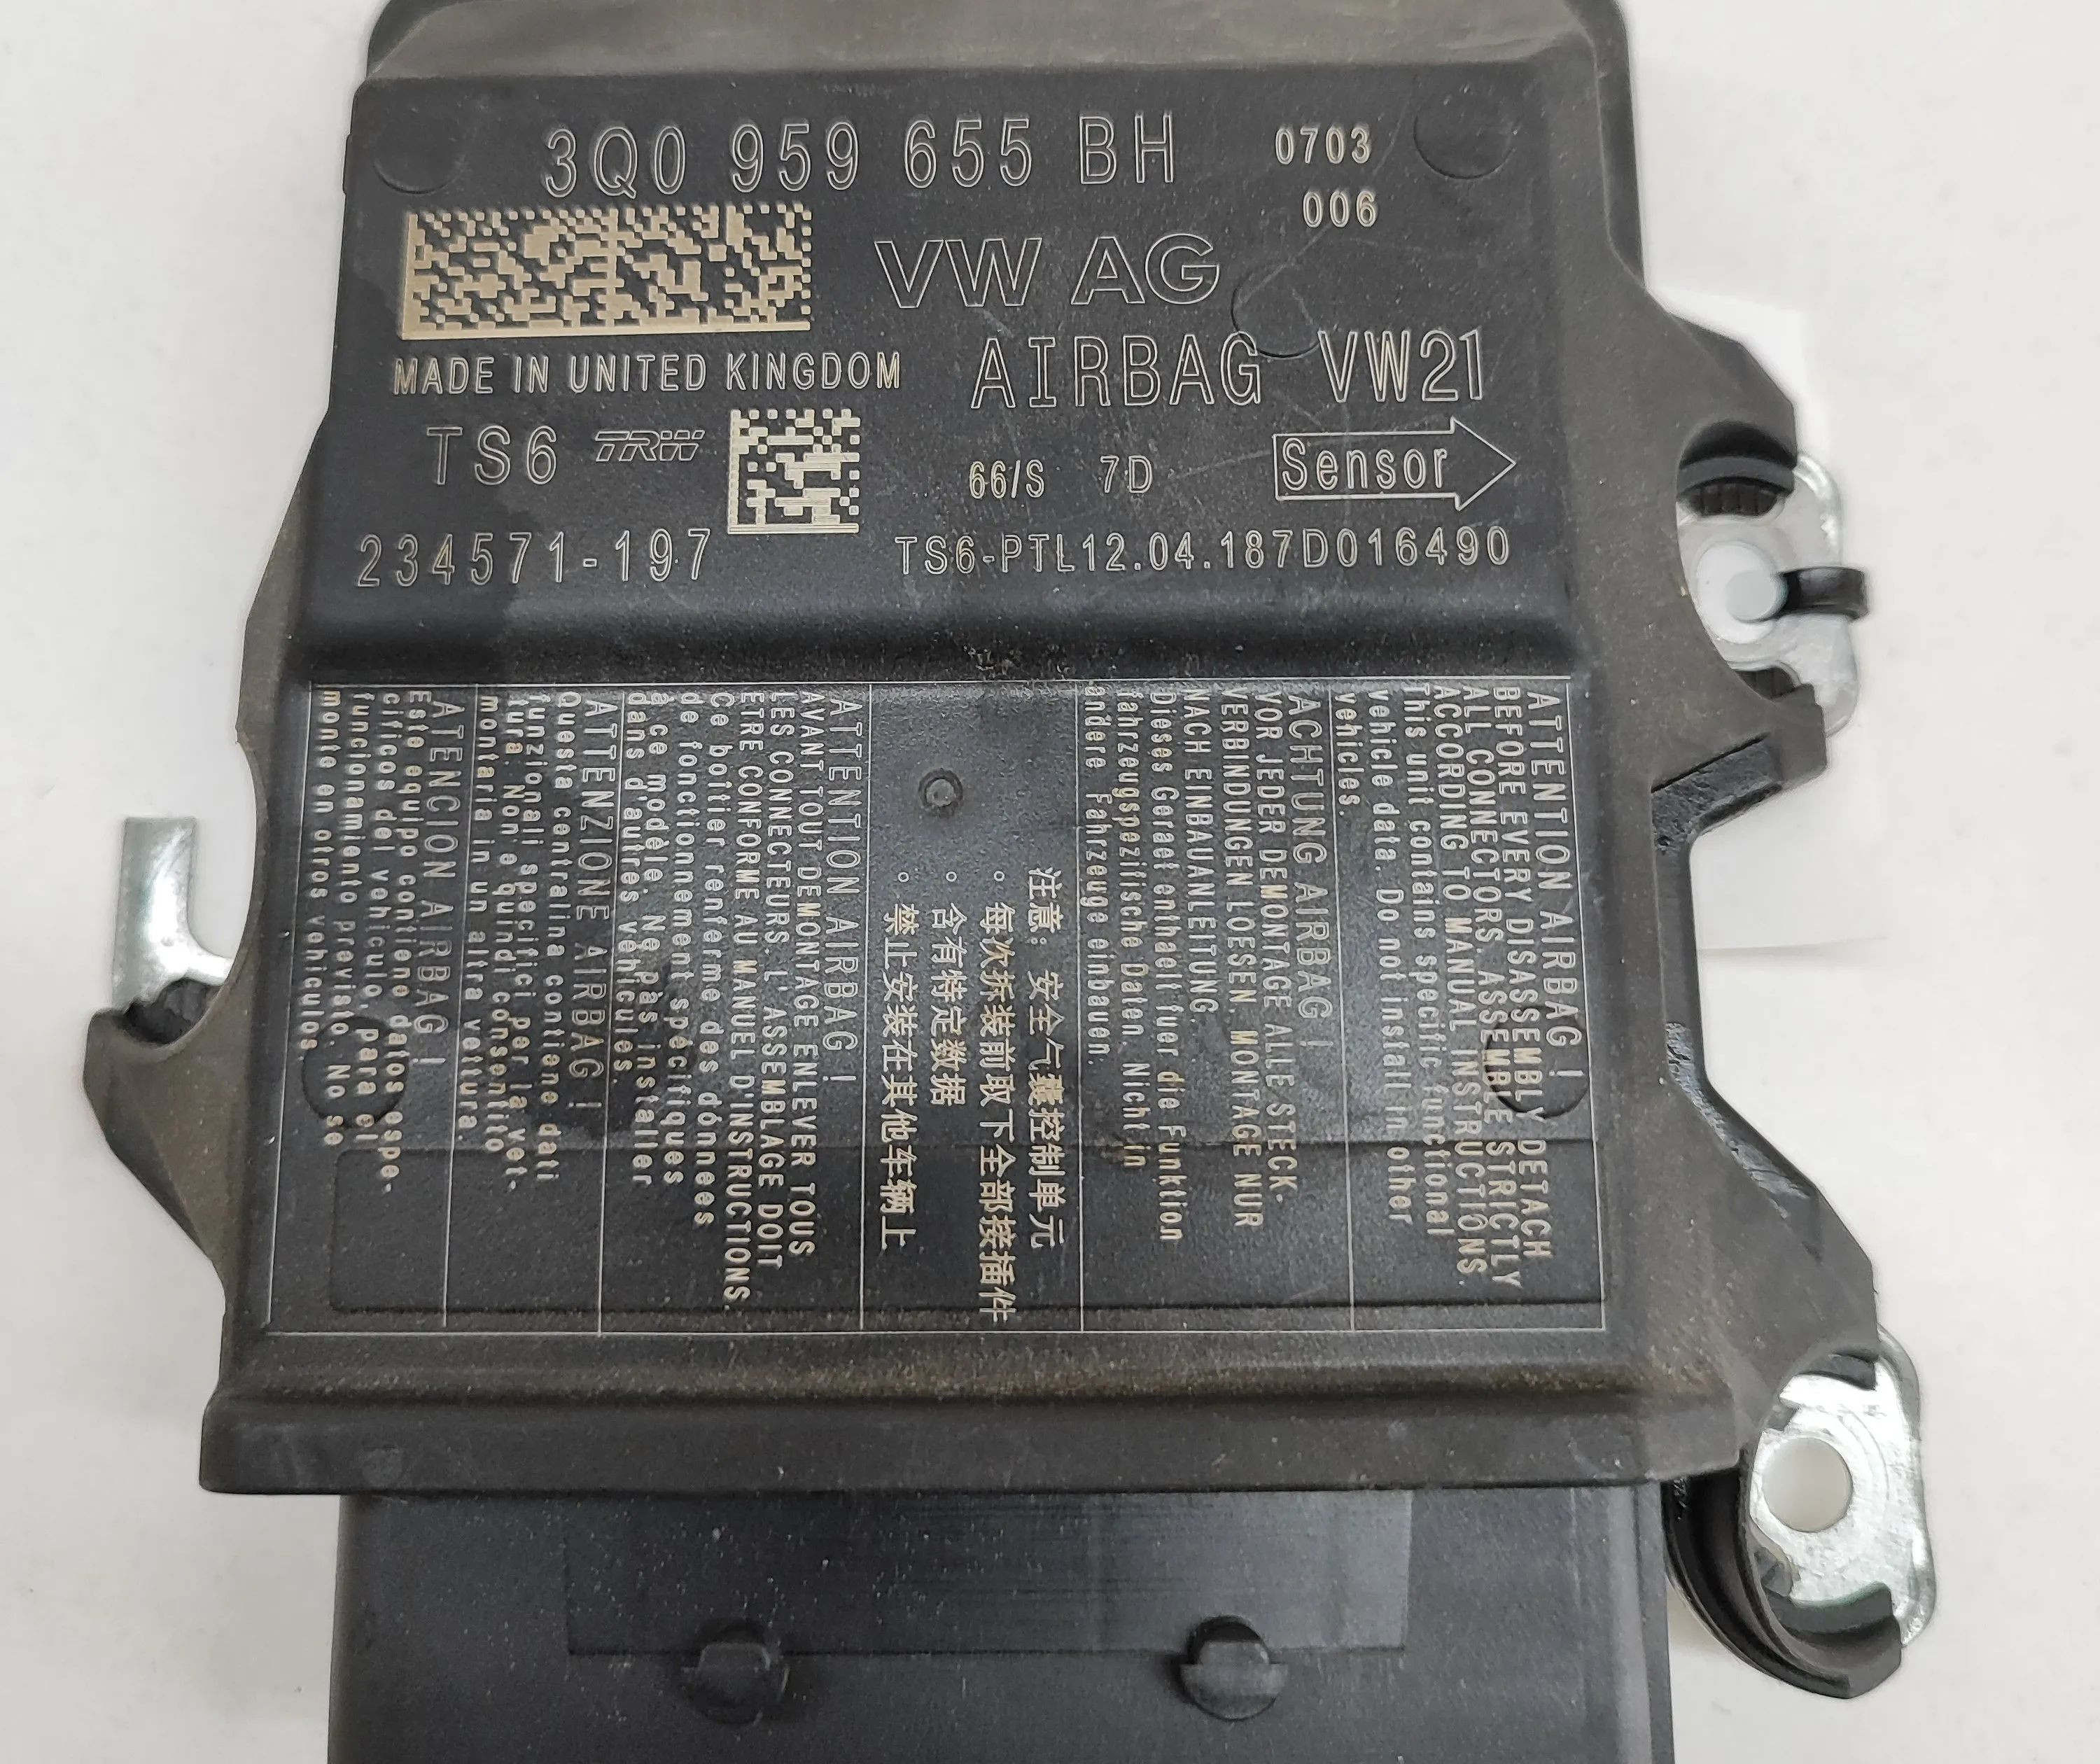 3Q0 959 655 BH 0703
006
VW AG
MADE IN UNITED KINGDOM
AIRBAG VW21
TS6 TRW
66/S 7D
Sensor
234571-197
TS6-PTL12.04.187D016490
ATTENTION AIRBAG !
BEFORE EVERY DISASSEMBLY DETACH
ALL CONNECTORS. ASSEMBLE STRICTLY
ACCORDING TO MANUAL INSTRUCTIONS.
This unit contains specific functional
vehicle data. Do not install in other
vehicles.
ACHTUNG AIRBAG !
VOR JEDER DEMONTAGE ALLE STECK-
VERBINDUNGEN LOESEN. MONTAGE NUR
NACH EINBAUANLEITUNG.
Dieses Geraet enthaelt fuer die Funktion
fahrzeugspezifische Daten. Nicht in
andere Fahrzeuge einbauen.
注意: 安全气囊控制单元
。每次拆装前取下全部接插件
。含有特定数据
。禁止安装在其他车辆上
ATTENTION AIRBAG !
AVANT TOUT DEMONTAGE ENLEVER TOUS
LES CONNECTEURS. L'ASSEMBLAGE DOIT
ETRE CONFORME AU MANUEL D'INSTRUCTIONS.
Ce boitier renferme des données
de fonctionnement spécifiques
à ce modèle. Ne pas installer
dans d'autres véhicules.
ATTENZIONE AIRBAG !
Questa centralina contiene dati
funzionali specifici per la vet-
tura. Non e quindi consentito
montaria in un altra vettura.
ATENCION AIRBAG !
Este equipo contiene datos espe-
cificos del vehiculo. Para el
funcionamiento previsto. No se
monte en otros vehiculos.